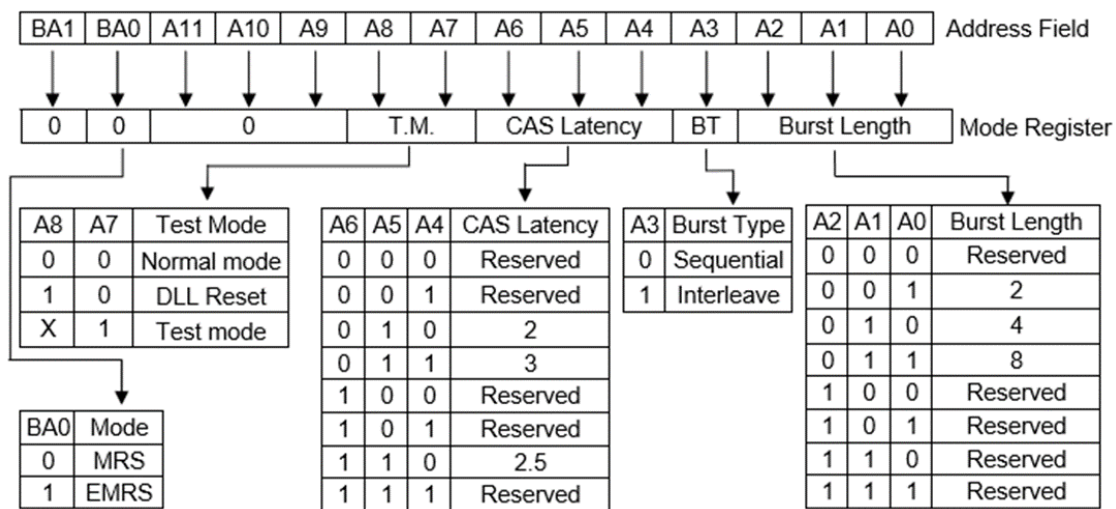 BA1 BA0 A11 A10 A9 A8 A7 A6 A5 A4 A3 A2 A1 A0 Address Field
0 0 0 T.M. CAS Latency BT Burst Length Mode Register
A8 A7 Test Mode
0 0 Normal mode
1 0 DLL Reset
X 1 Test mode
BA0 Mode
0 MRS
1 EMRS
A6 A5 A4 CAS Latency
0 0 0 Reserved
0 0 1 Reserved
0 1 0 2
0 1 1 3
1 0 0 Reserved
1 0 1 Reserved
1 1 0 2.5
1 1 1 Reserved
A3 Burst Type
0 Sequential
1 Interleave
A2 A1 A0 Burst Length
0 0 0 Reserved
0 0 1 2
0 1 0 4
0 1 1 8
1 0 0 Reserved
1 0 1 Reserved
1 1 0 Reserved
1 1 1 Reserved